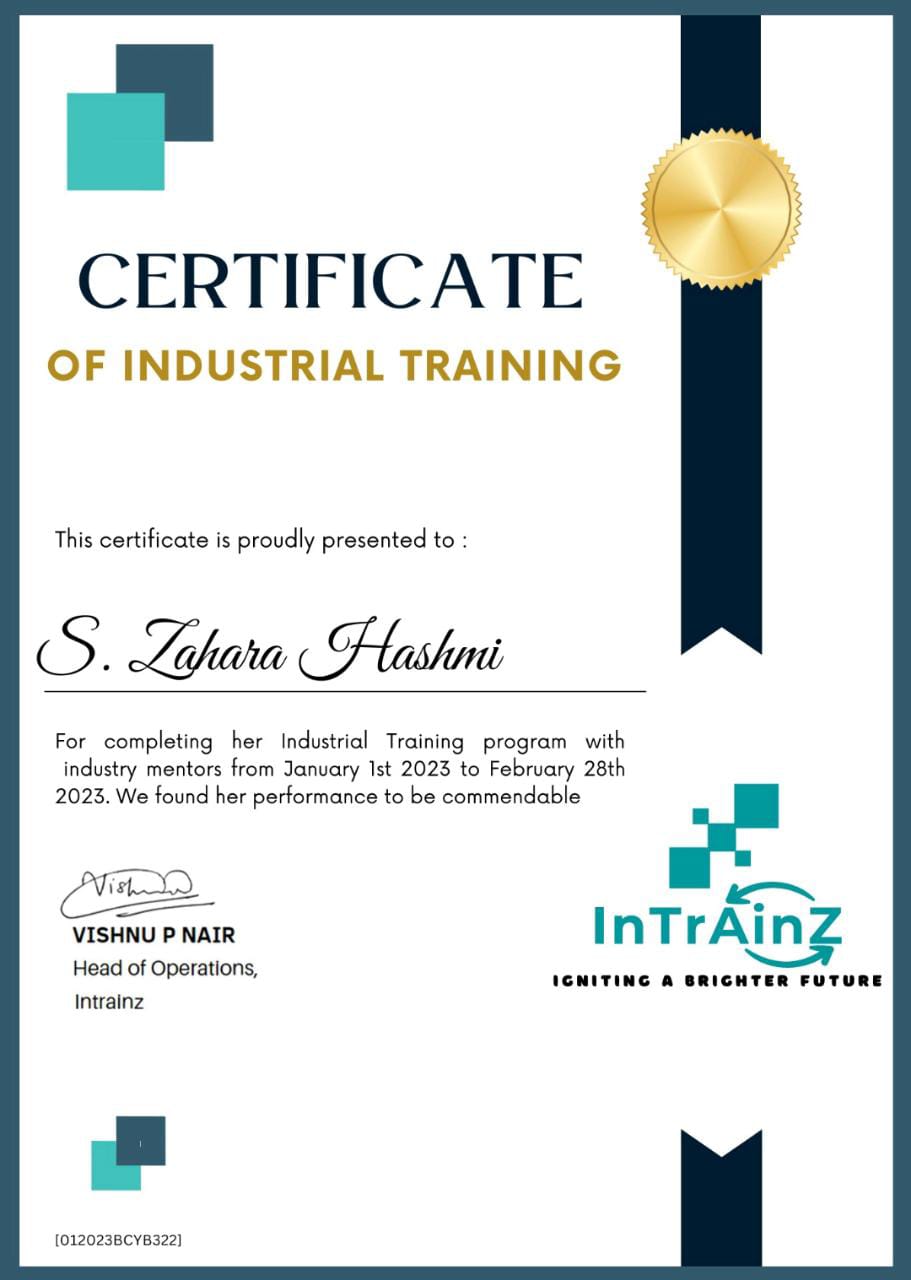 CERTIFICATE
OF INDUSTRIAL TRAINING
This certificate is proudly presented to :
S. Zahara Hashmi
For completing her Industrial Training program with
industry mentors from January 1st 2023 to February 28th
2023. We found her performance to be commendable
Vishnu
VISHNU P NAIR
Head of Operations,
Intrainz
InTrAinZ
IGNITING A BRIGHTER FUTURE
[012023BCYB322]